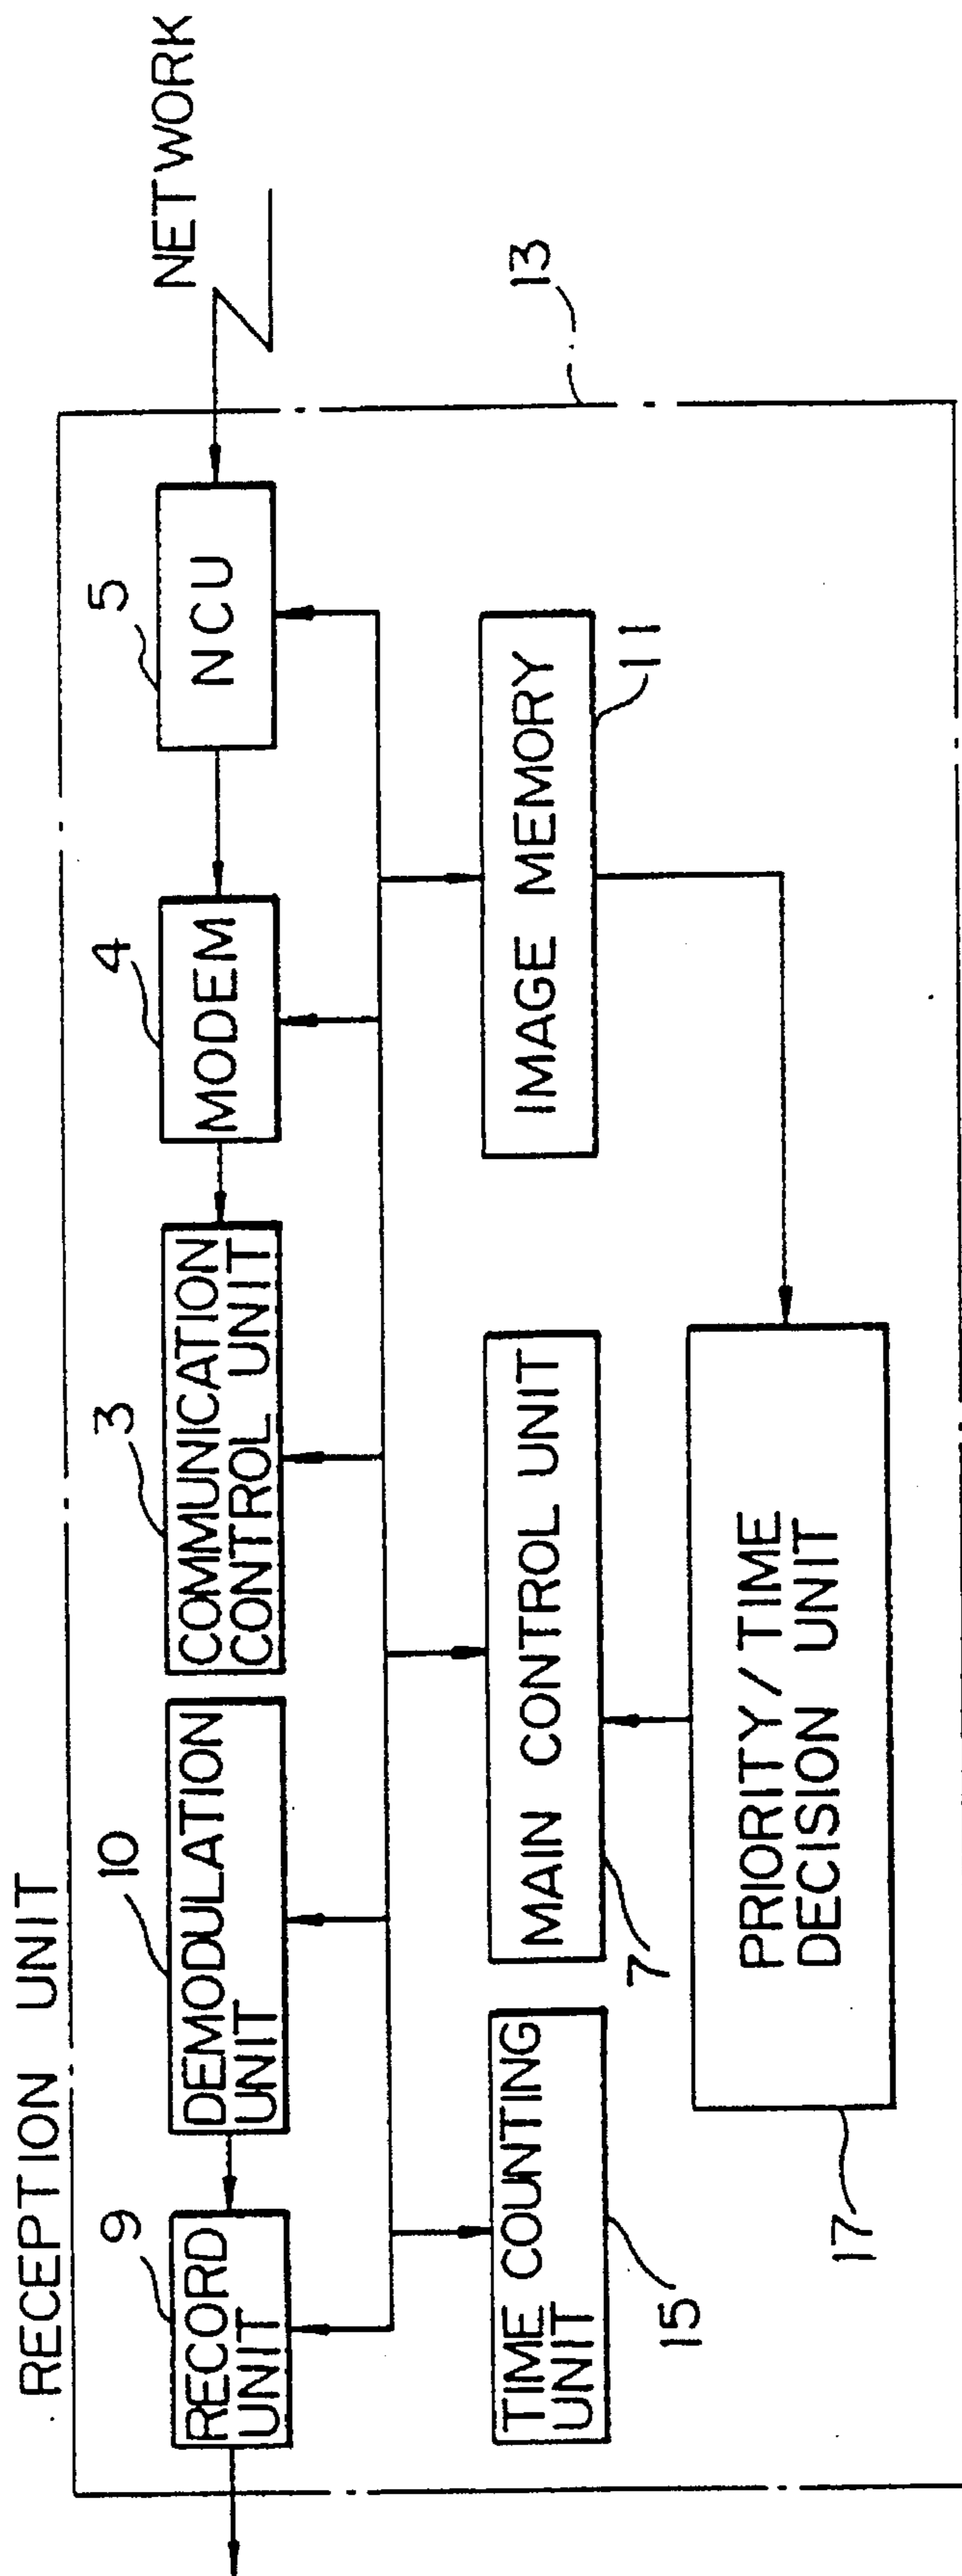 RECEPTION UNIT
NETWORK
13
9
RECORD
UNIT
10
DEMODULATION
UNIT
3
COMMUNICATION
CONTROL UNIT
4
MODEM
5
NCU
TIME COUNTING
UNIT
15
MAIN CONTROL UNIT
7
IMAGE MEMORY
11
PRIORITY/TIME
DECISION UNIT
17